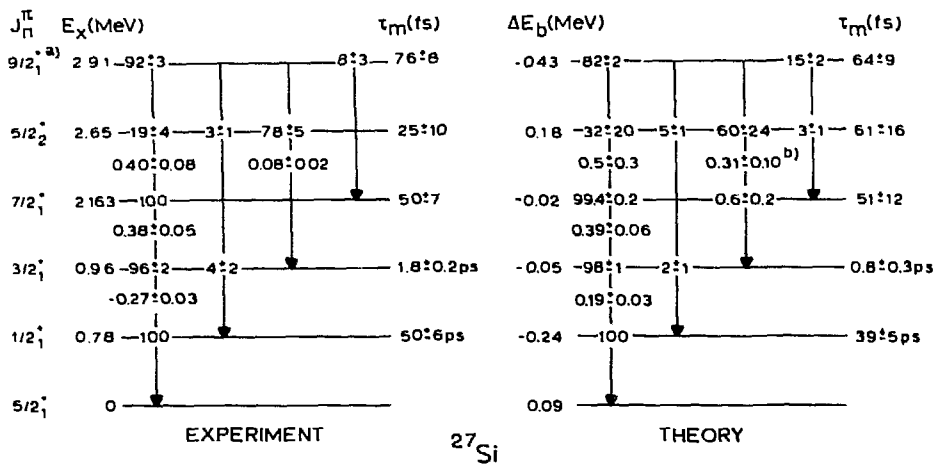 Jπn Ex(MeV) τm(fs) ΔEb(MeV) τm(fs)
9/2+1 a) 2.91 92±3 8±3 76±8 -0.43 82±2 15±2 64±9
5/2+2 2.65 19±4 3±1 78±5 25±10 0.18 32±20 5±1 60±24 3±1 61±16
0.40±0.08 0.08±0.02 0.5±0.3 0.31±0.10 b)
7/2+1 2.163 100 50±7 -0.02 99.4±0.2 0.6±0.2 51±12
0.38±0.05 0.39±0.06
3/2+1 0.96 96±2 4±2 1.8±0.2ps -0.05 98±1 2±1 0.8±0.3ps
-0.27±0.03 0.19±0.03
1/2+1 0.78 100 50±6ps -0.24 100 39±5ps
5/2+1 0 0.09
EXPERIMENT THEORY
27Si